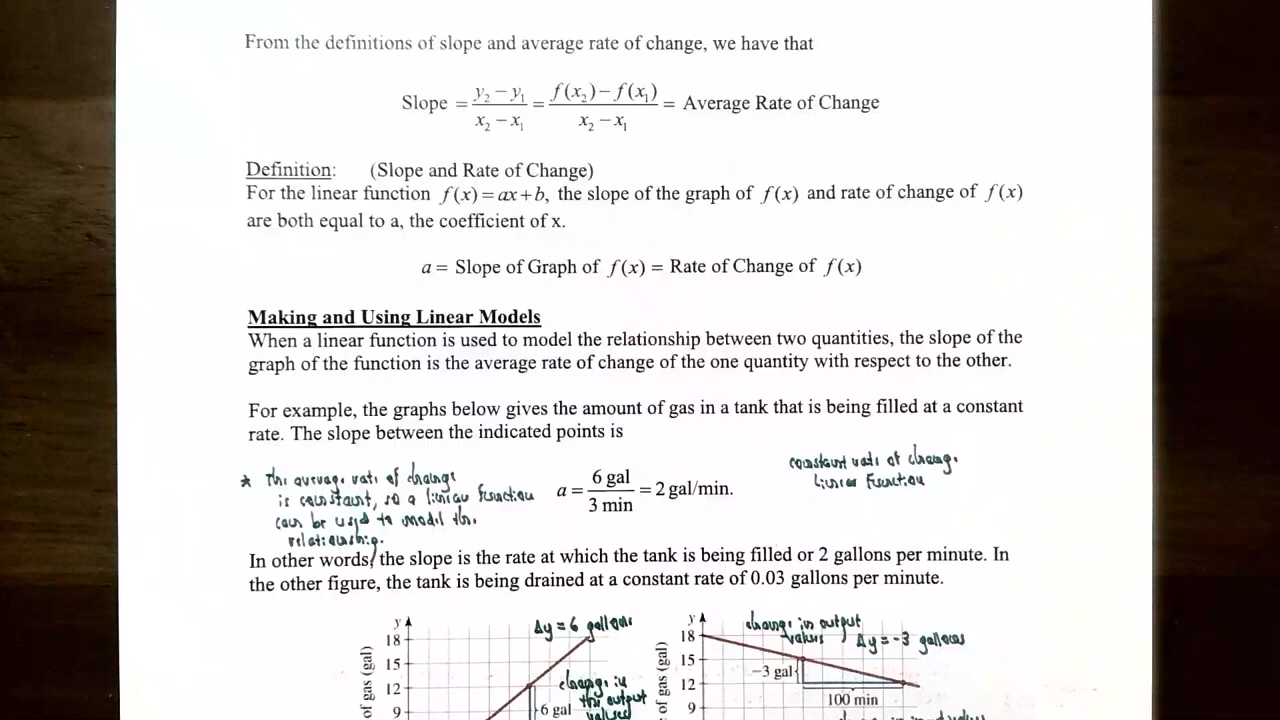 From the definitions of slope and average rate of change, we have that
Slope = y₂ − y₁ / x₂ − x₁ = f(x₂) − f(x₁) / x₂ − x₁ = Average Rate of Change
Definition: (Slope and Rate of Change)
For the linear function f(x) = ax + b, the slope of the graph of f(x) and rate of change of f(x)
are both equal to a, the coefficient of x.
a = Slope of Graph of f(x) = Rate of Change of f(x)
Making and Using Linear Models
When a linear function is used to model the relationship between two quantities, the slope of the
graph of the function is the average rate of change of the one quantity with respect to the other.
For example, the graphs below gives the amount of gas in a tank that is being filled at a constant
rate. The slope between the indicated points is
* The average rate of change
is constant, so a linear function
can be used to model the
relationship.
a = 6 gal / 3 min = 2 gal/min.
constant rate of change
Linear Function
In other words, the slope is the rate at which the tank is being filled or 2 gallons per minute. In
the other figure, the tank is being drained at a constant rate of 0.03 gallons per minute.
y
18
15
12
9
of gas (gal)
Δy = 6 gallons
change in
the output
values
6 gal
y
18
15
12
9
of gas (gal)
change in output
values
Δy = -3 gallons
−3 gal
100 min